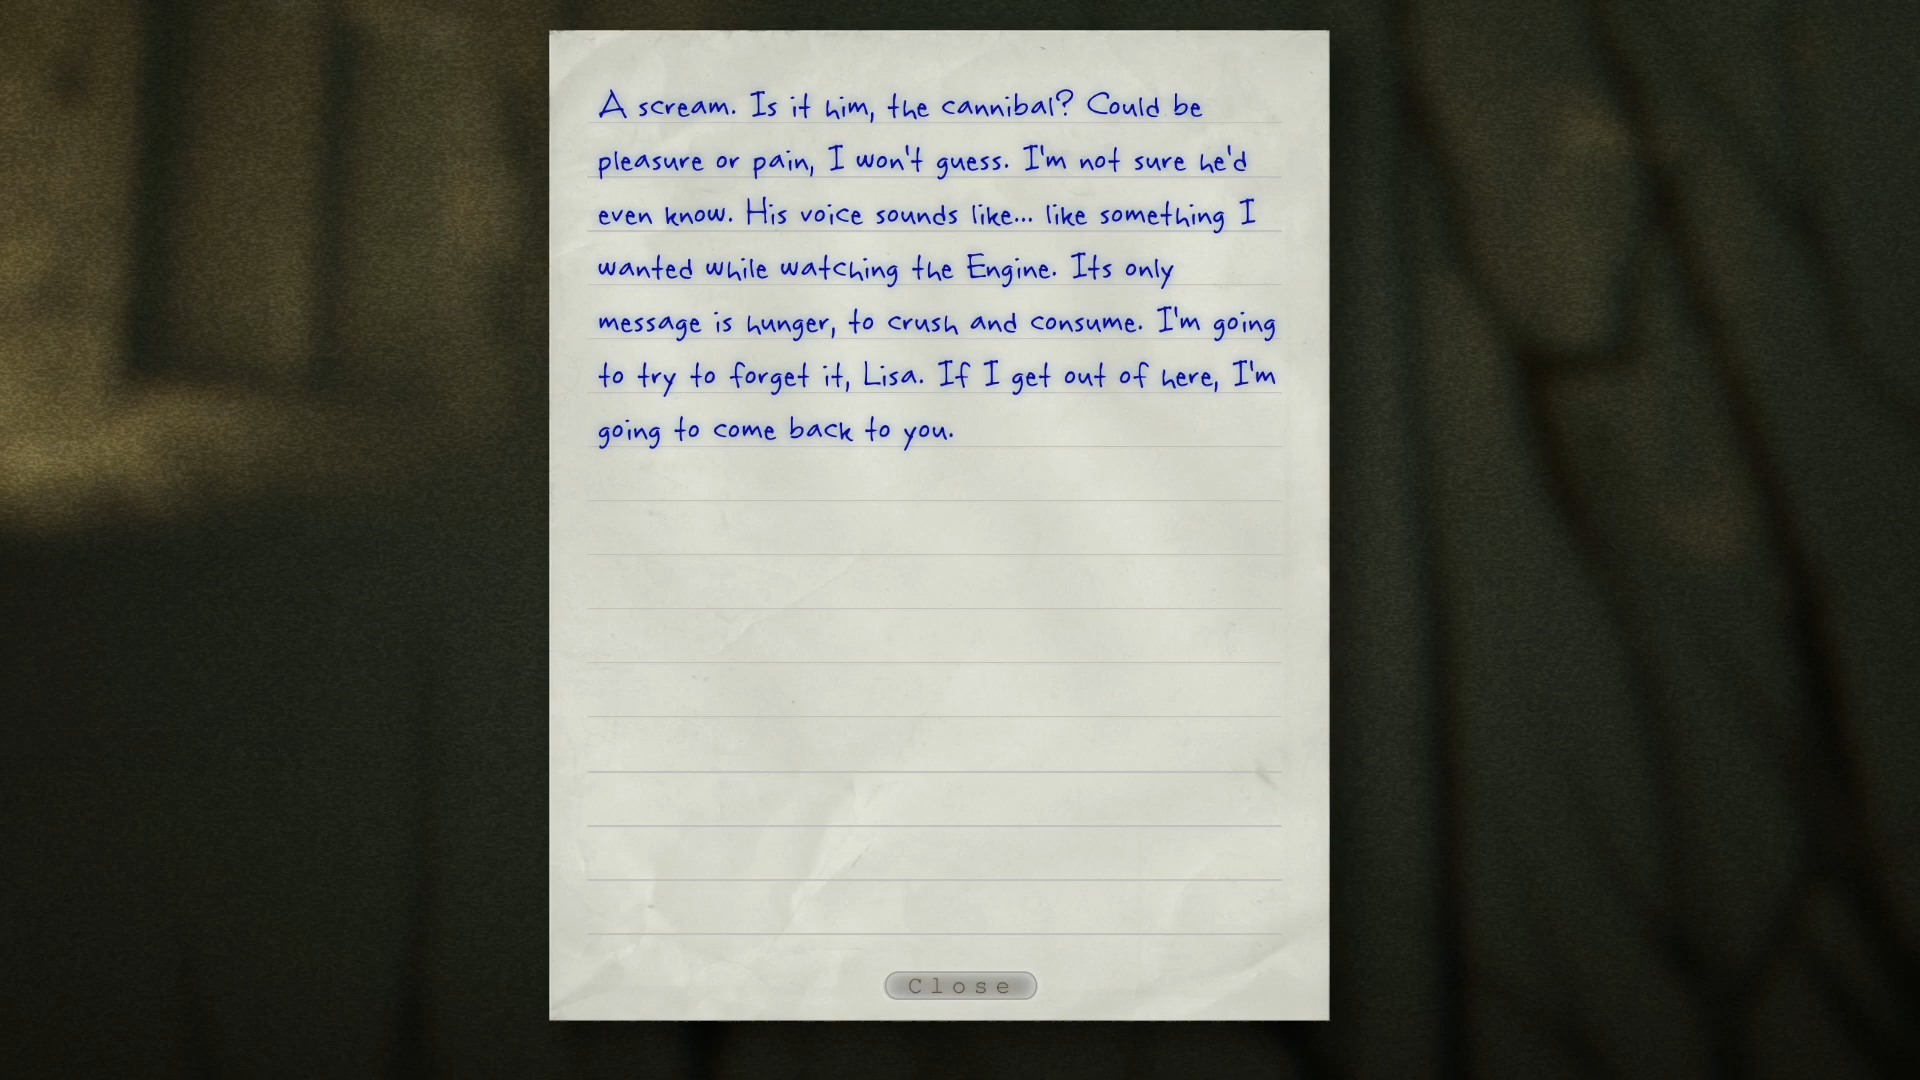 A scream. Is it him, the cannibal? Could be
pleasure or pain, I won't guess. I'm not sure he'd
even know. His voice sounds like... like something I
wanted while watching the Engine. Its only
message is hunger, to crush and consume. I'm going
to try to forget it, Lisa. If I get out of here, I'm
going to come back to you.
Close